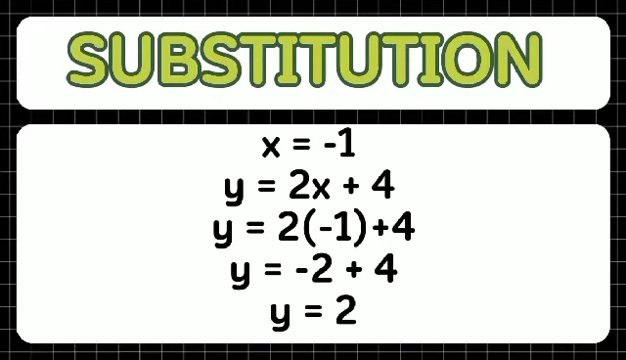 SUBSTITUTION
x = -1
y = 2x + 4
y = 2(-1)+4
y = -2 + 4
y = 2